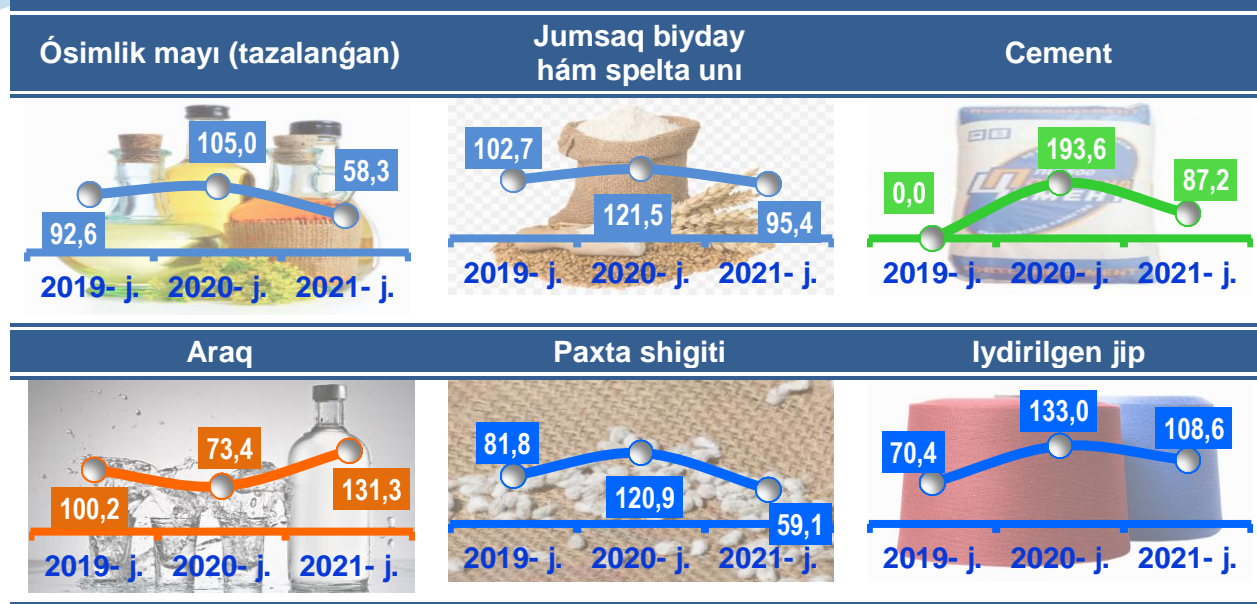 Ósimlik mayı (tazalanǵan)
Jumsaq biyday
hám spelta unı
Cement
92,6
105,0
58,3
2019- j. 2020- j. 2021- j.
102,7
121,5
95,4
2019- j. 2020- j. 2021- j.
0,0
193,6
87,2
2019- j. 2020- j. 2021- j.
Araq
Paxta shigiti
Iydirilgen jip
100,2
73,4
131,3
2019- j. 2020- j. 2021- j.
81,8
120,9
59,1
2019- j. 2020- j. 2021- j.
70,4
133,0
108,6
2019- j. 2020- j. 2021- j.